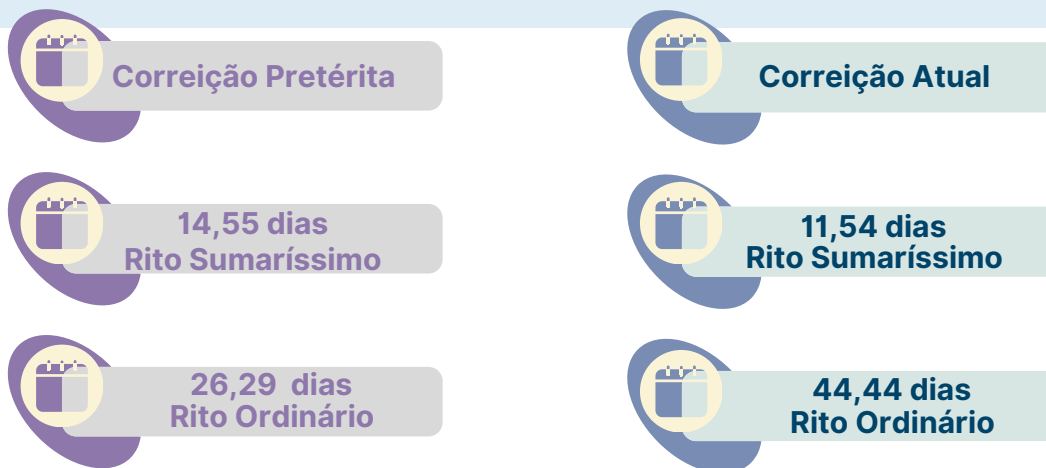 Correição Pretérita
Correição Atual
14,55 dias
Rito Sumaríssimo
11,54 dias
Rito Sumaríssimo
26,29 dias
Rito Ordinário
44,44 dias
Rito Ordinário